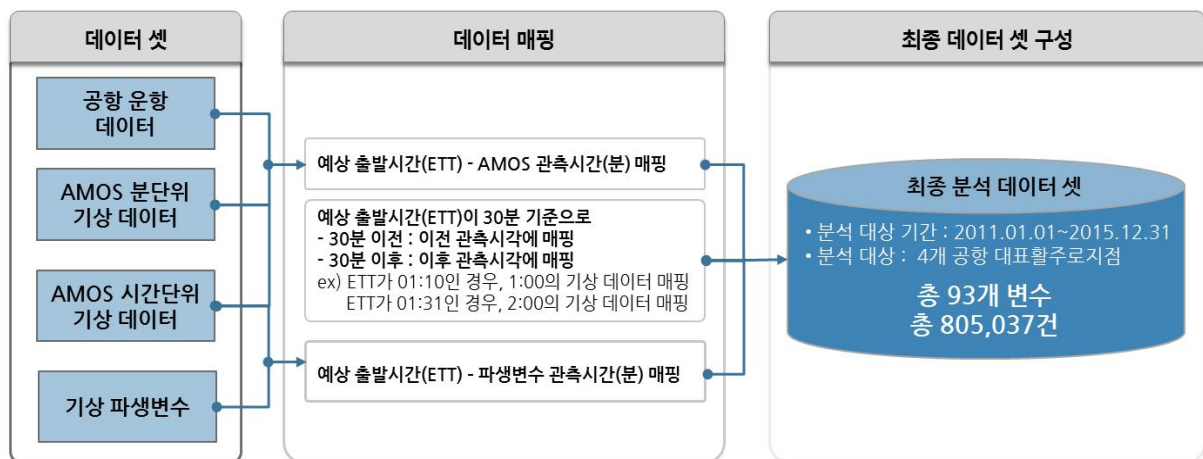 데이터 셋
공항 운항
데이터
AMOS 분단위
기상 데이터
AMOS 시간단위
기상 데이터
기상 파생변수
데이터 매핑
예상 출발시간(ETT) - AMOS 관측시간(분) 매핑
예상 출발시간(ETT)이 30분 기준으로
- 30분 이전 : 이전 관측시각에 매핑
- 30분 이후 : 이후 관측시각에 매핑
ex) ETT가 01:10인 경우, 1:00의 기상 데이터 매핑
ETT가 01:31인 경우, 2:00의 기상 데이터 매핑
예상 출발시간(ETT) - 파생변수 관측시간(분) 매핑
최종 데이터 셋 구성
최종 분석 데이터 셋
• 분석 대상 기간 : 2011.01.01~2015.12.31
• 분석 대상 : 4개 공항 대표활주로지점
총 93개 변수
총 805,037건